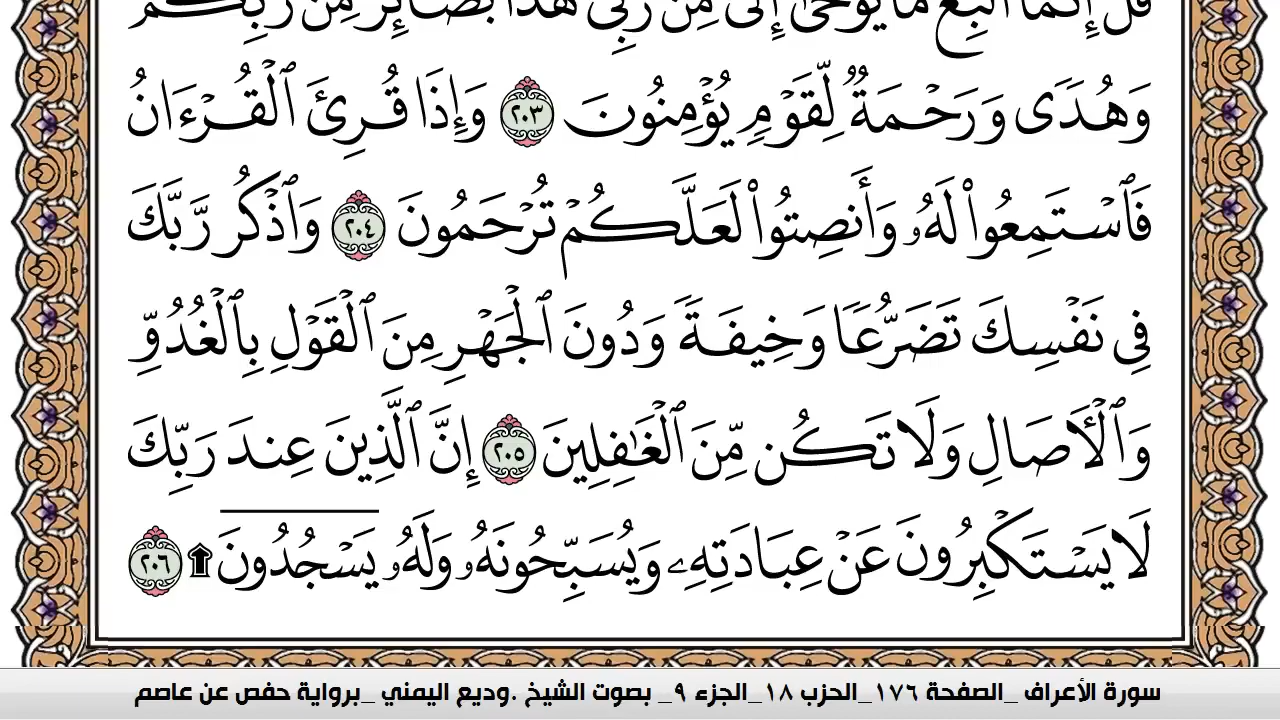 قُلْ إِنَّمَآ أَتَّبِعُ مَا يُوحَىٰٓ إِلَىَّ مِن رَّبِّى هَٰذَا بَصَآئِرُ مِن رَّبِّكُمْ
وَهُدًى وَرَحْمَةٌ لِّقَوْمٍ يُؤْمِنُونَ ٢٠٣ وَإِذَا قُرِئَ ٱلْقُرْءَانُ
فَٱسْتَمِعُوا۟ لَهُۥ وَأَنصِتُوا۟ لَعَلَّكُمْ تُرْحَمُونَ ٢٠٤ وَٱذْكُر رَّبَّكَ
فِى نَفْسِكَ تَضَرُّعًا وَخِيفَةً وَدُونَ ٱلْجَهْرِ مِنَ ٱلْقَوْلِ بِٱلْغُدُوِّ
وَٱلْأَصَالِ وَلَا تَكُن مِّنَ ٱلْغَٰفِلِينَ ٢٠٥ إِنَّ ٱلَّذِينَ عِندَ رَبِّكَ
لَا يَسْتَكْبِرُونَ عَنْ عِبَادَتِهِۦ وَيُسَبِّحُونَهُۥ وَلَهُۥ يَسْجُدُونَ ۩ ٢٠٦
سورة الأعراف _الصفحة ١٧٦_الحزب ١٨_الجزء ٩_ بصوت الشيخ .وديع اليمني _برواية حفص عن عاصم